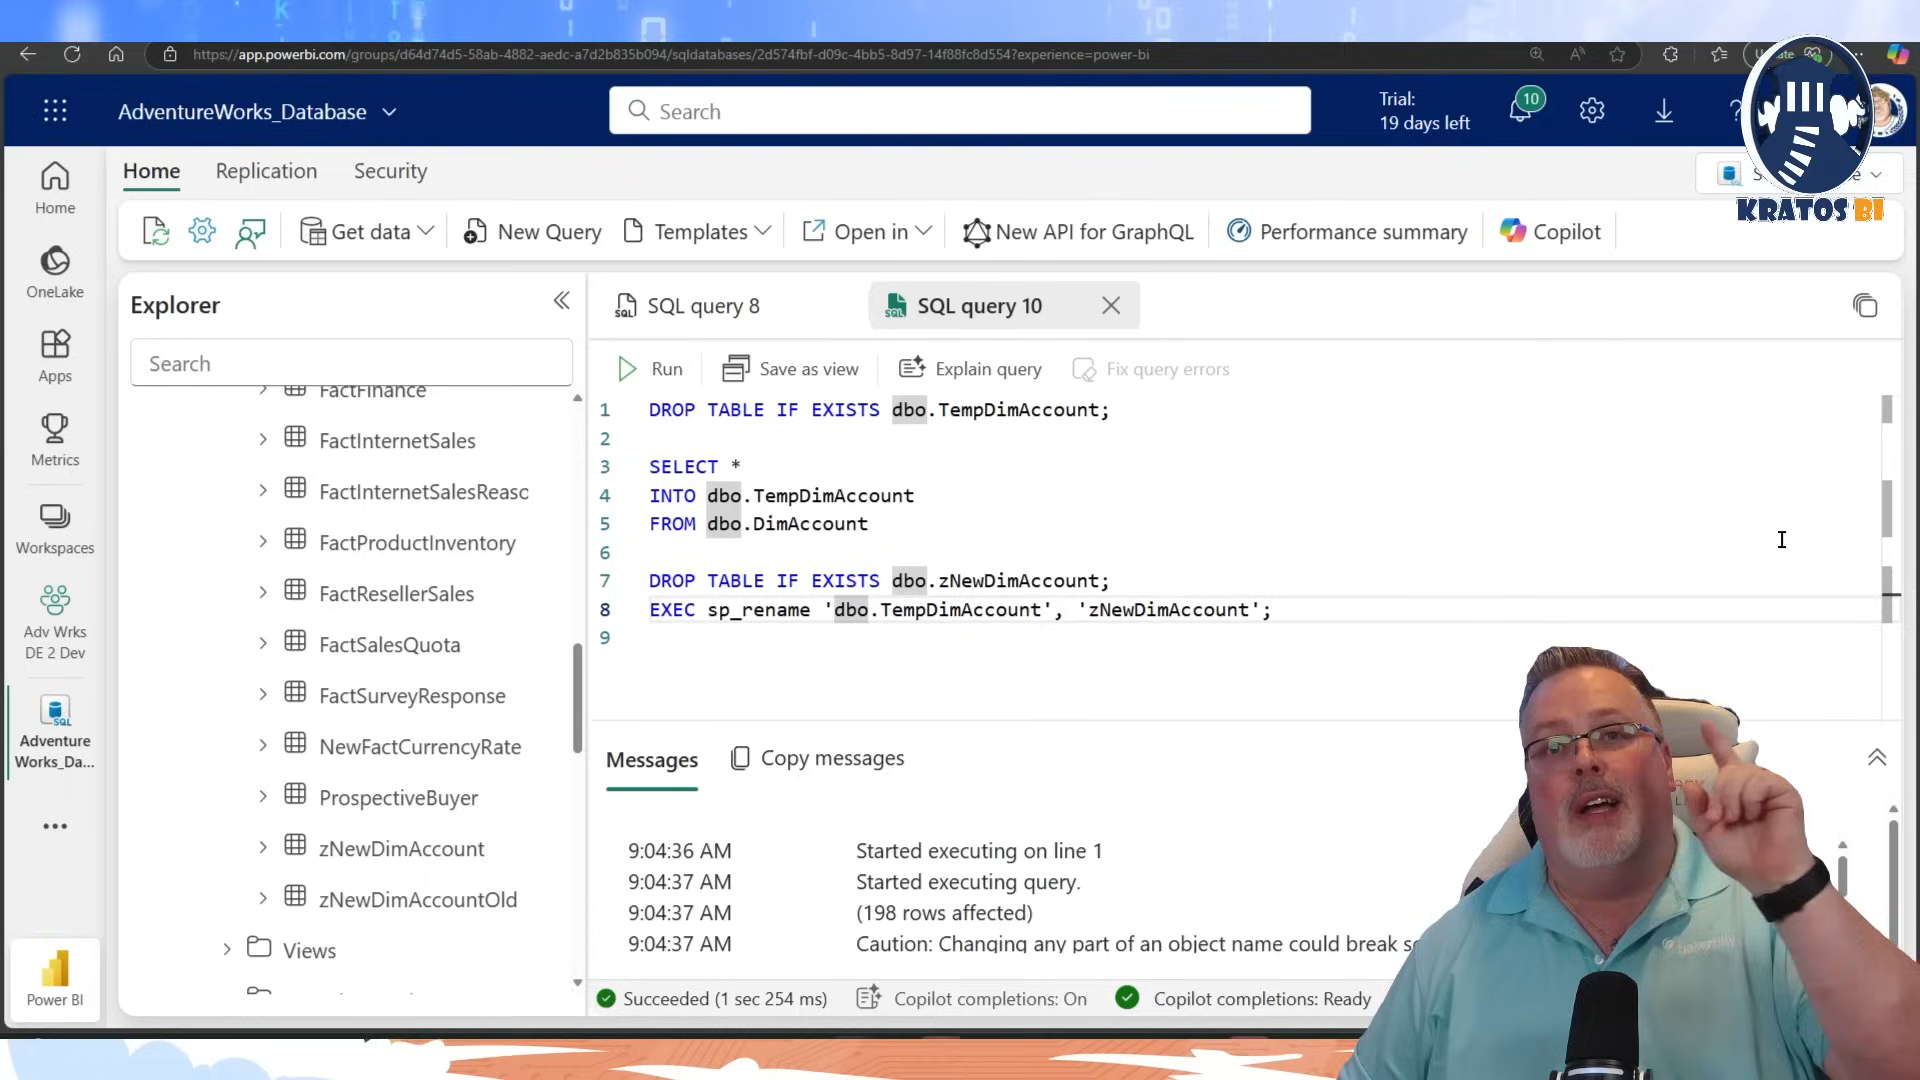 https://app.powerbi.com/groups/d64d74d5-58ab-4882-aedc-a7d2b835b094/sqldatabases/2d574fbf-d09c-4bb5-8d97-14f88fc8d554?experience=power-bi
AdventureWorks_Database
Search
Trial:
19 days left
10
KRATOS BI
Home
Replication
Security
Get data
New Query
Templates
Open in
New API for GraphQL
Performance summary
Copilot
Home
OneLake
Apps
Metrics
Workspaces
Adv Wrks
DE 2 Dev
Adventure
Works_Da...
Power BI
Explorer
Search
FactFinance
FactInternetSales
FactInternetSalesReasc
FactProductInventory
FactResellerSales
FactSalesQuota
FactSurveyResponse
NewFactCurrencyRate
ProspectiveBuyer
zNewDimAccount
zNewDimAccountOld
Views
SQL query 8
SQL query 10
Run
Save as view
Explain query
Fix query errors
1 DROP TABLE IF EXISTS dbo.TempDimAccount;
2
3 SELECT *
4 INTO dbo.TempDimAccount
5 FROM dbo.DimAccount
6
7 DROP TABLE IF EXISTS dbo.zNewDimAccount;
8 EXEC sp_rename 'dbo.TempDimAccount', 'zNewDimAccount';
9
Messages
Copy messages
9:04:36 AM Started executing on line 1
9:04:37 AM Started executing query.
9:04:37 AM (198 rows affected)
9:04:37 AM Caution: Changing any part of an object name could break
Succeeded (1 sec 254 ms)
Copilot completions: On
Copilot completions: Ready
bakertilly